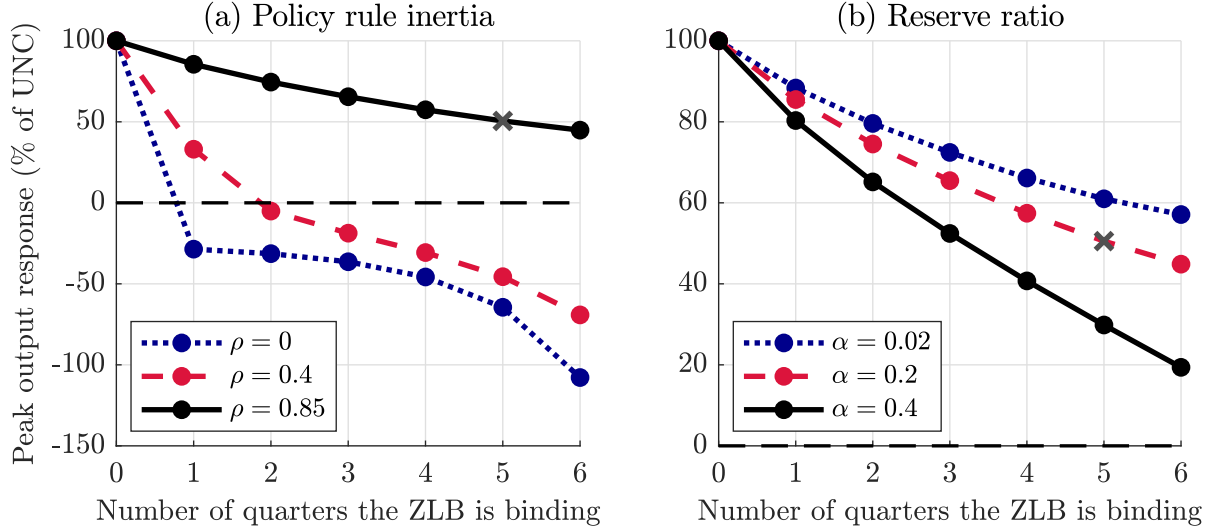 (a) Policy rule inertia
Peak output response (% of UNC)
100
50
0
-50
-100
-150
ρ = 0
ρ = 0.4
ρ = 0.85
0 1 2 3 4 5 6
Number of quarters the ZLB is binding
(b) Reserve ratio
100
80
60
40
20
0
α = 0.02
α = 0.2
α = 0.4
0 1 2 3 4 5 6
Number of quarters the ZLB is binding